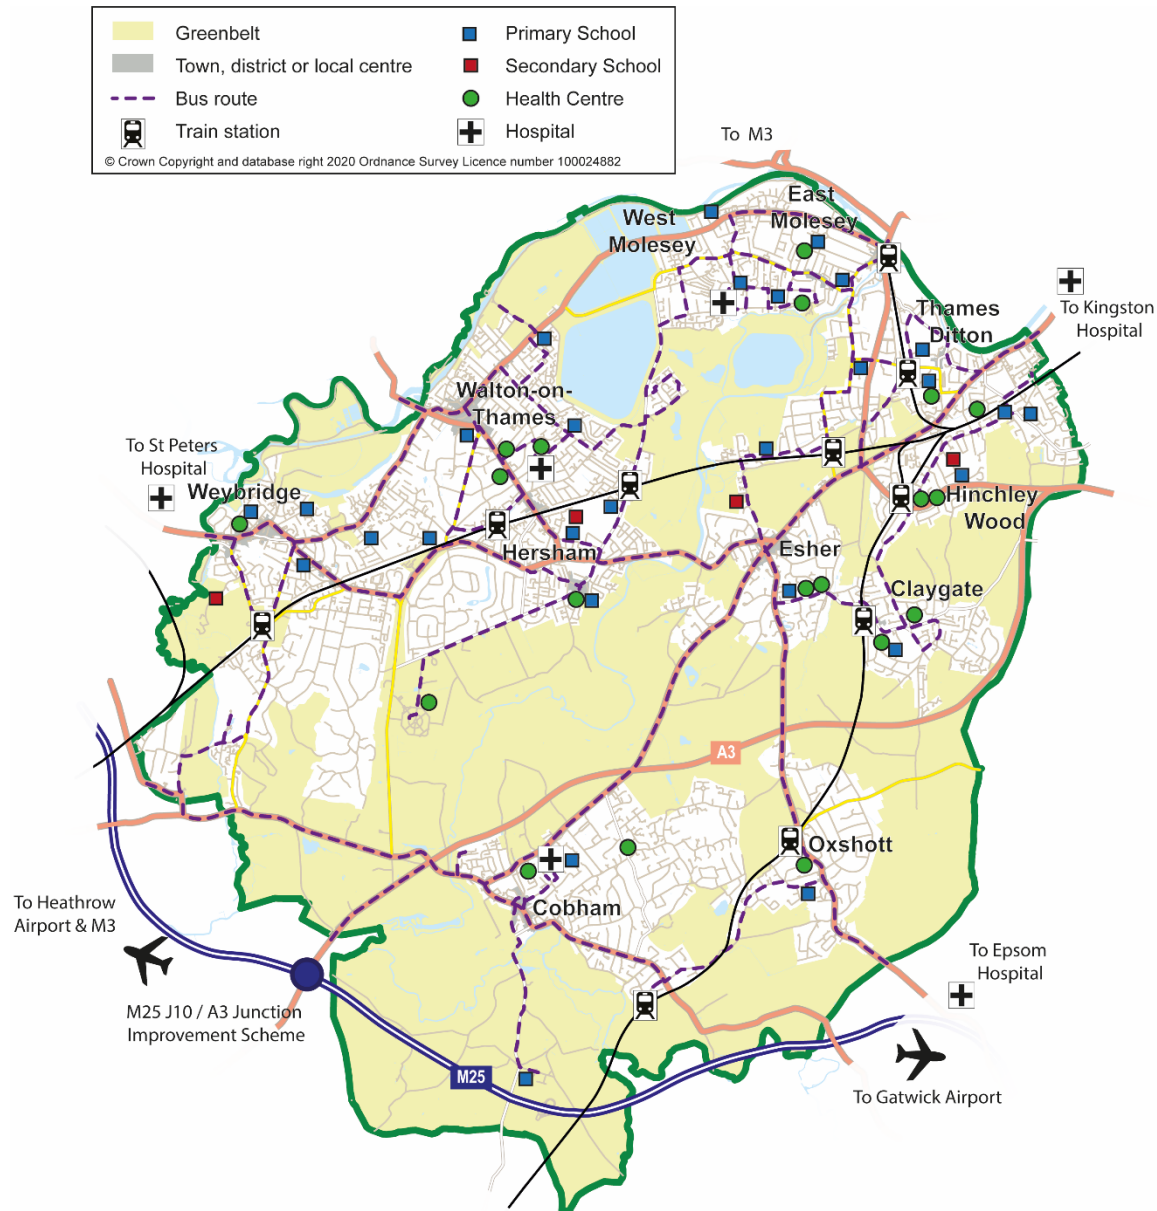 Greenbelt
Town, district or local centre
Bus route
Train station
Primary School
Secondary School
Health Centre
Hospital
© Crown Copyright and database right 2020 Ordnance Survey Licence number 100024882
To M3
East
Molesey
West
Molesey
To Kingston
Hospital
Thames
Ditton
Walton-on-
Thames
To St Peters
Hospital
Weybridge
Hinchley
Wood
Hersham
Esher
Claygate
A3
Oxshott
Cobham
To Heathrow
Airport & M3
To Epsom
Hospital
M25 J10 / A3 Junction
Improvement Scheme
M25
To Gatwick Airport